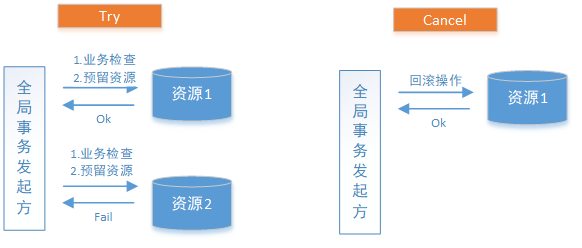 Try
全局事务发起方
1.业务检查
2.预留资源
资源1
Ok
1.业务检查
2.预留资源
资源2
Fail
Cancel
全局事务发起方
回滚操作
资源1
Ok